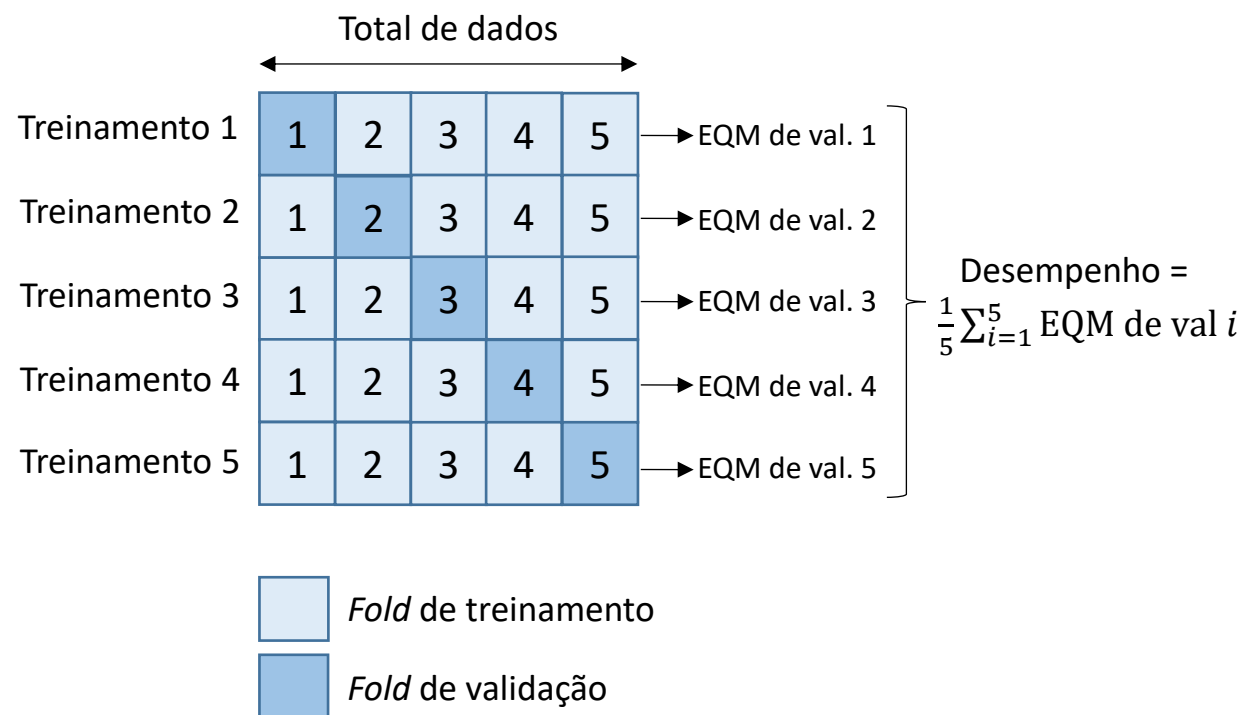 Total de dados
Treinamento 1 1 2 3 4 5 EQM de val. 1
Treinamento 2 1 2 3 4 5 EQM de val. 2
Treinamento 3 1 2 3 4 5 EQM de val. 3
Treinamento 4 1 2 3 4 5 EQM de val. 4
Treinamento 5 1 2 3 4 5 EQM de val. 5
Desempenho =
$\frac{1}{5}\sum_{i=1}^{5}$ EQM de val $i$
Fold de treinamento
Fold de validação